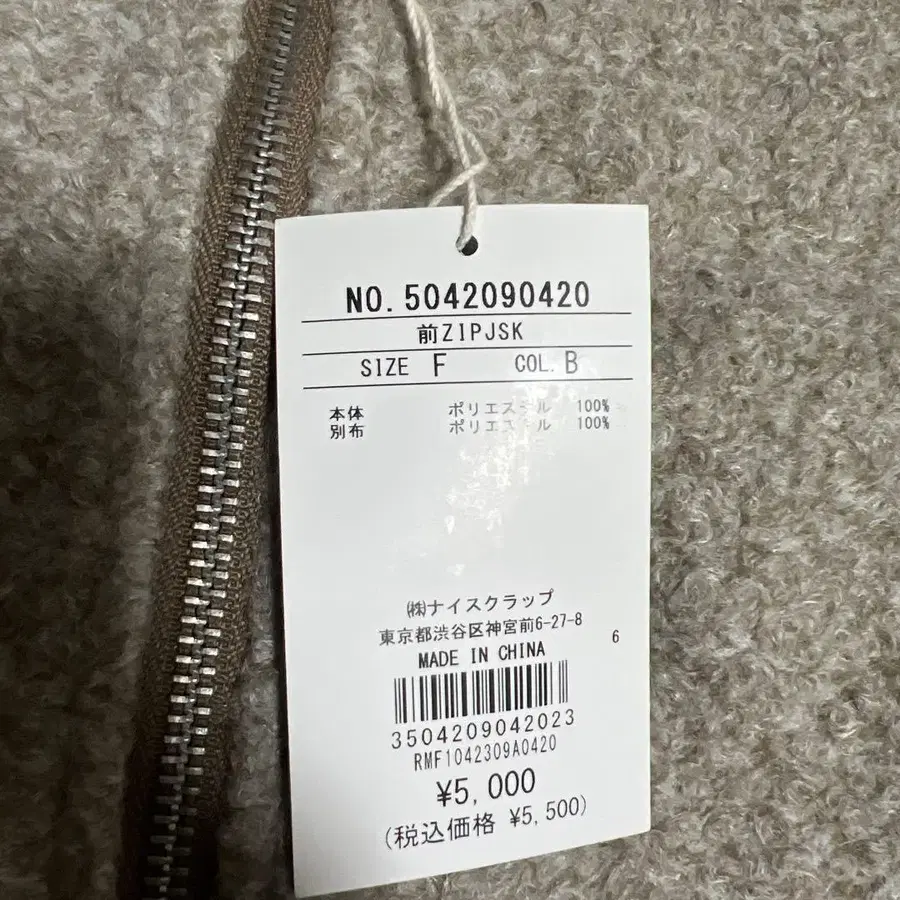 NO. 5042090420
前ZIPJSK
SIZE F COL. B
本体 ポリエステル 100%
別布 ポリエステル 100%
㈱ナイスクラップ
東京都渋谷区神宮前6-27-8
6
MADE IN CHINA
3504209042023
RMF1042309A0420
¥5,000
(税込価格 ¥5,500)